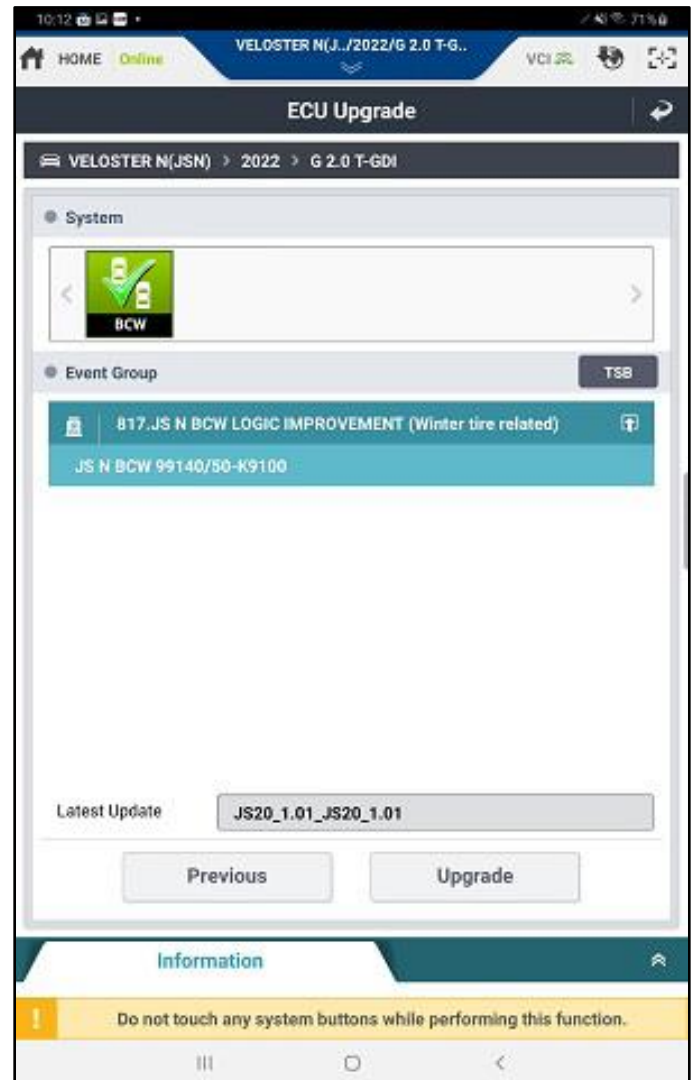 10:12 71%
HOME Online VELOSTER N(J../2022/G 2.0 T-G.. VCI
ECU Upgrade
VELOSTER N(JSN) > 2022 > G 2.0 T-GDI
System
BCW
Event Group TSB
817.JS N BCW LOGIC IMPROVEMENT (Winter tire related)
JS N BCW 99140/50-K9100
Latest Update JS20_1.01_JS20_1.01
Previous Upgrade
Information
! Do not touch any system buttons while performing this function.